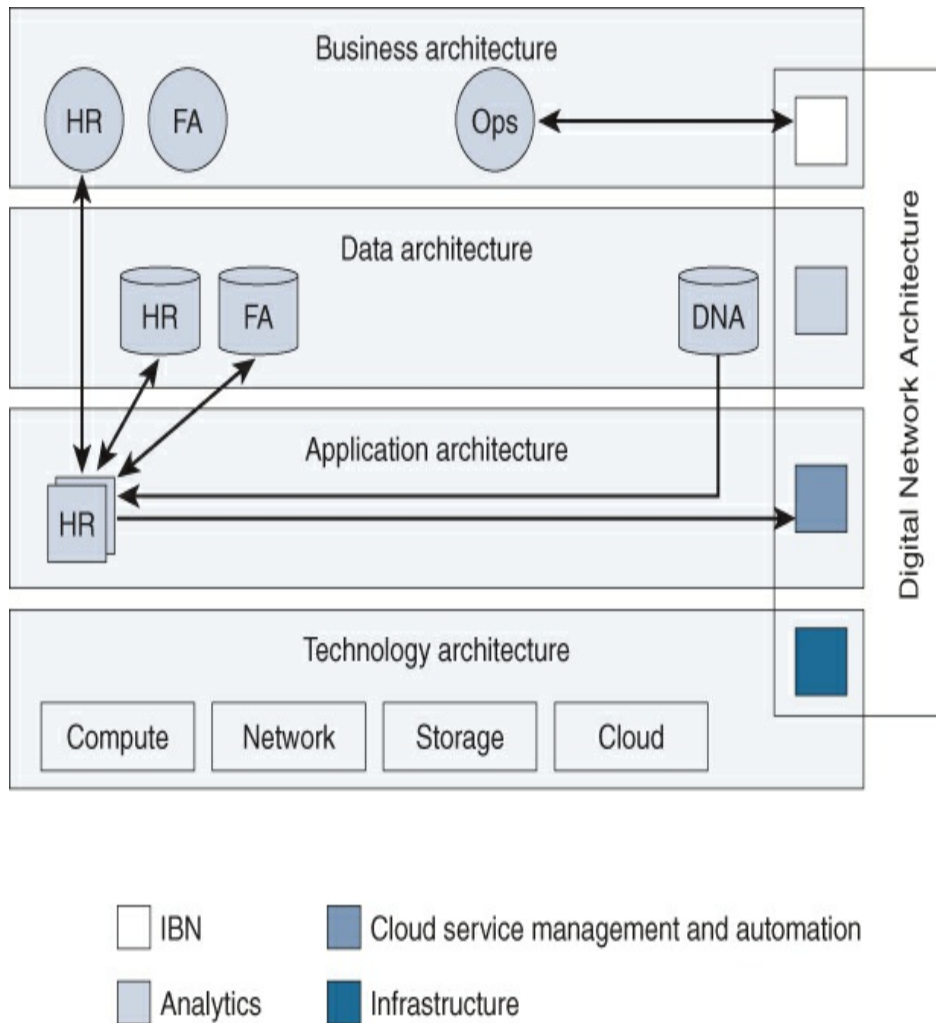 Business architecture
HR
FA
Ops
Data architecture
HR
FA
DNA
Application architecture
HR
Technology architecture
Compute
Network
Storage
Cloud
Digital Network Architecture
IBN
Cloud service management and automation
Analytics
Infrastructure